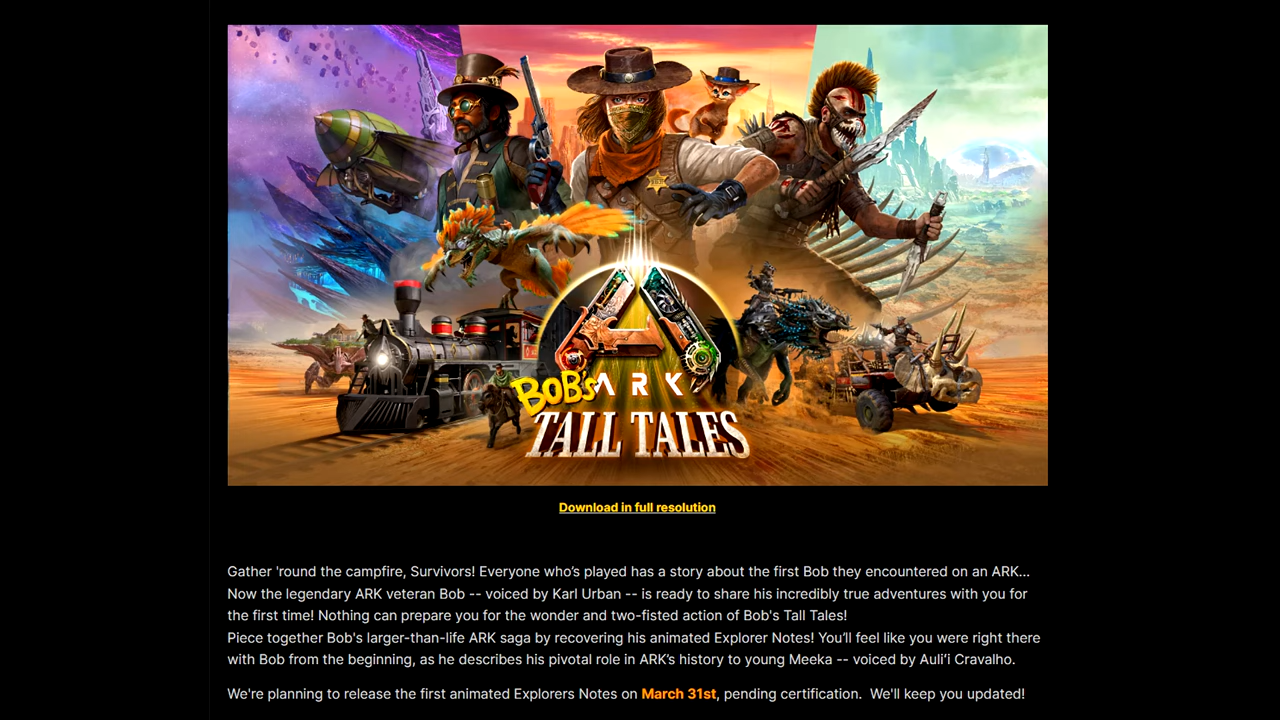 BOB'S ARK
TALL TALES
Download in full resolution
Gather 'round the campfire, Survivors! Everyone who’s played has a story about the first Bob they encountered on an ARK...
Now the legendary ARK veteran Bob -- voiced by Karl Urban -- is ready to share his incredibly true adventures with you for
the first time! Nothing can prepare you for the wonder and two-fisted action of Bob's Tall Tales!
Piece together Bob's larger-than-life ARK saga by recovering his animated Explorer Notes! You’ll feel like you were right there
with Bob from the beginning, as he describes his pivotal role in ARK’s history to young Meeka -- voiced by Auliʻi Cravalho.
We're planning to release the first animated Explorers Notes on March 31st, pending certification.  We'll keep you updated!